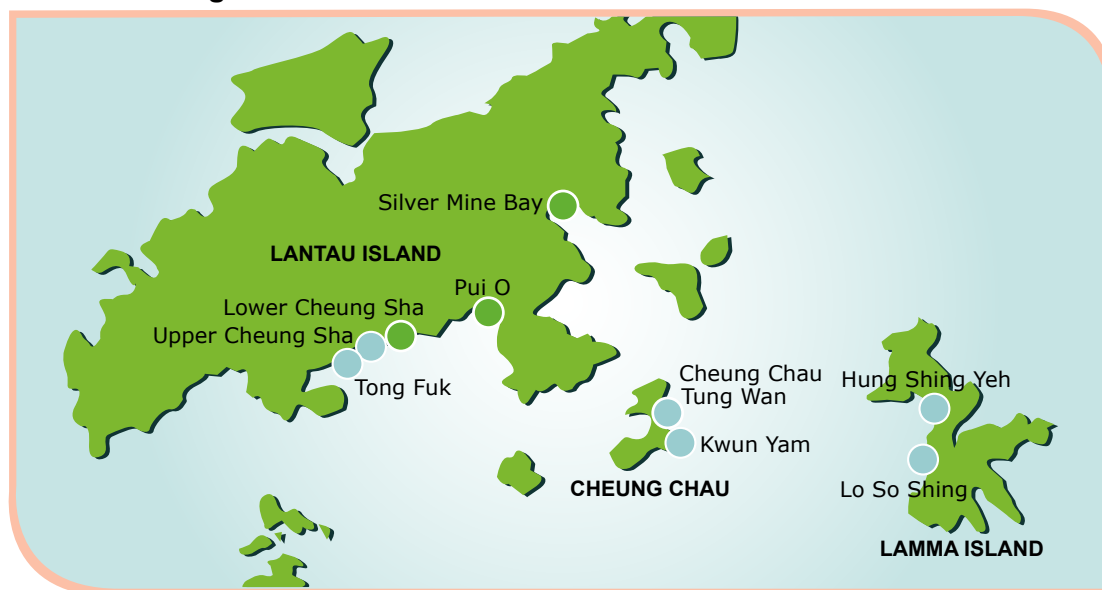 Silver Mine Bay
LANTAU ISLAND
Pui O
Lower Cheung Sha
Upper Cheung Sha
Tong Fuk
Cheung Chau
Tung Wan
Hung Shing Yeh
Kwun Yam
CHEUNG CHAU
Lo So Shing
LAMMA ISLAND